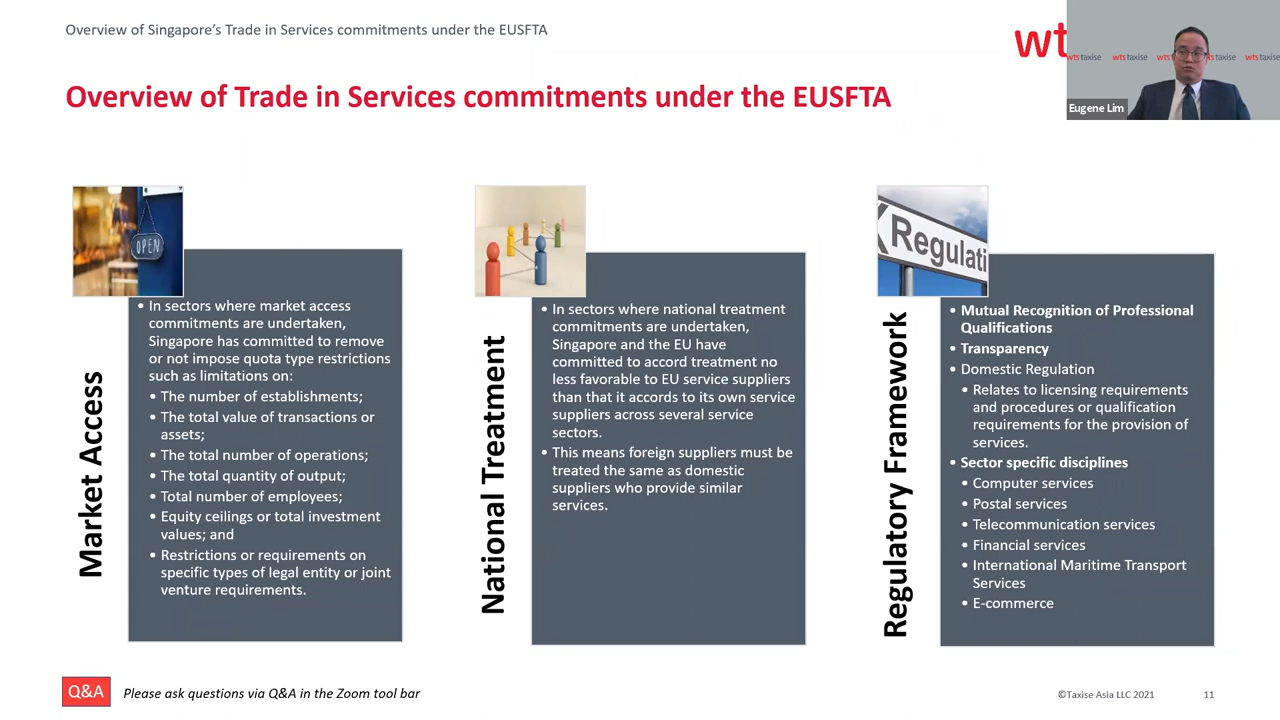 Overview of Singapore's Trade in Services commitments under the EUSFTA
wts
wts taxise
wts taxise
wts
taxise
wts taxise
Eugene Lim
Overview of Trade in Services commitments under the EUSFTA
OPEN
Market Access
• In sectors where market access
commitments are undertaken,
Singapore has committed to remove
or not impose quota type restrictions
such as limitations on:
• The number of establishments;
• The total value of transactions or
assets;
• The total number of operations;
• The total quantity of output;
• Total number of employees;
• Equity ceilings or total investment
values; and
• Restrictions or requirements on
specific types of legal entity or joint
venture requirements.
National Treatment
• In sectors where national treatment
commitments are undertaken,
Singapore and the EU have
committed to accord treatment no
less favorable to EU service suppliers
than that it accords to its own service
suppliers across several service
sectors.
• This means foreign suppliers must be
treated the same as domestic
suppliers who provide similar
services.
Regulati
Regulatory Framework
• Mutual Recognition of Professional
Qualifications
• Transparency
• Domestic Regulation
• Relates to licensing requirements
and procedures or qualification
requirements for the provision of
services.
• Sector specific disciplines
• Computer services
• Postal services
• Telecommunication services
• Financial services
• International Maritime Transport
Services
• E-commerce
Q&A
Please ask questions via Q&A in the Zoom tool bar
©Taxise Asia LLC 2021
11